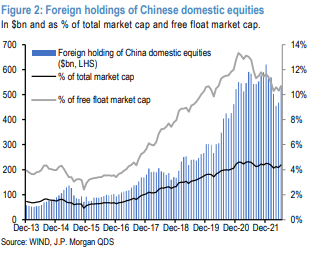 Figure 2: Foreign holdings of Chinese domestic equities
In $bn and as % of total market cap and free float market cap.
700
600
500
400
300
200
100
0
14%
12%
10%
8%
6%
4%
2%
0%
Foreign holding of China domestic equities
($bn, LHS)
% of total market cap
% of free float market cap
Dec-13 Dec-14 Dec-15 Dec-16 Dec-17 Dec-18 Dec-19 Dec-20 Dec-21
Source: WIND, J.P. Morgan QDS